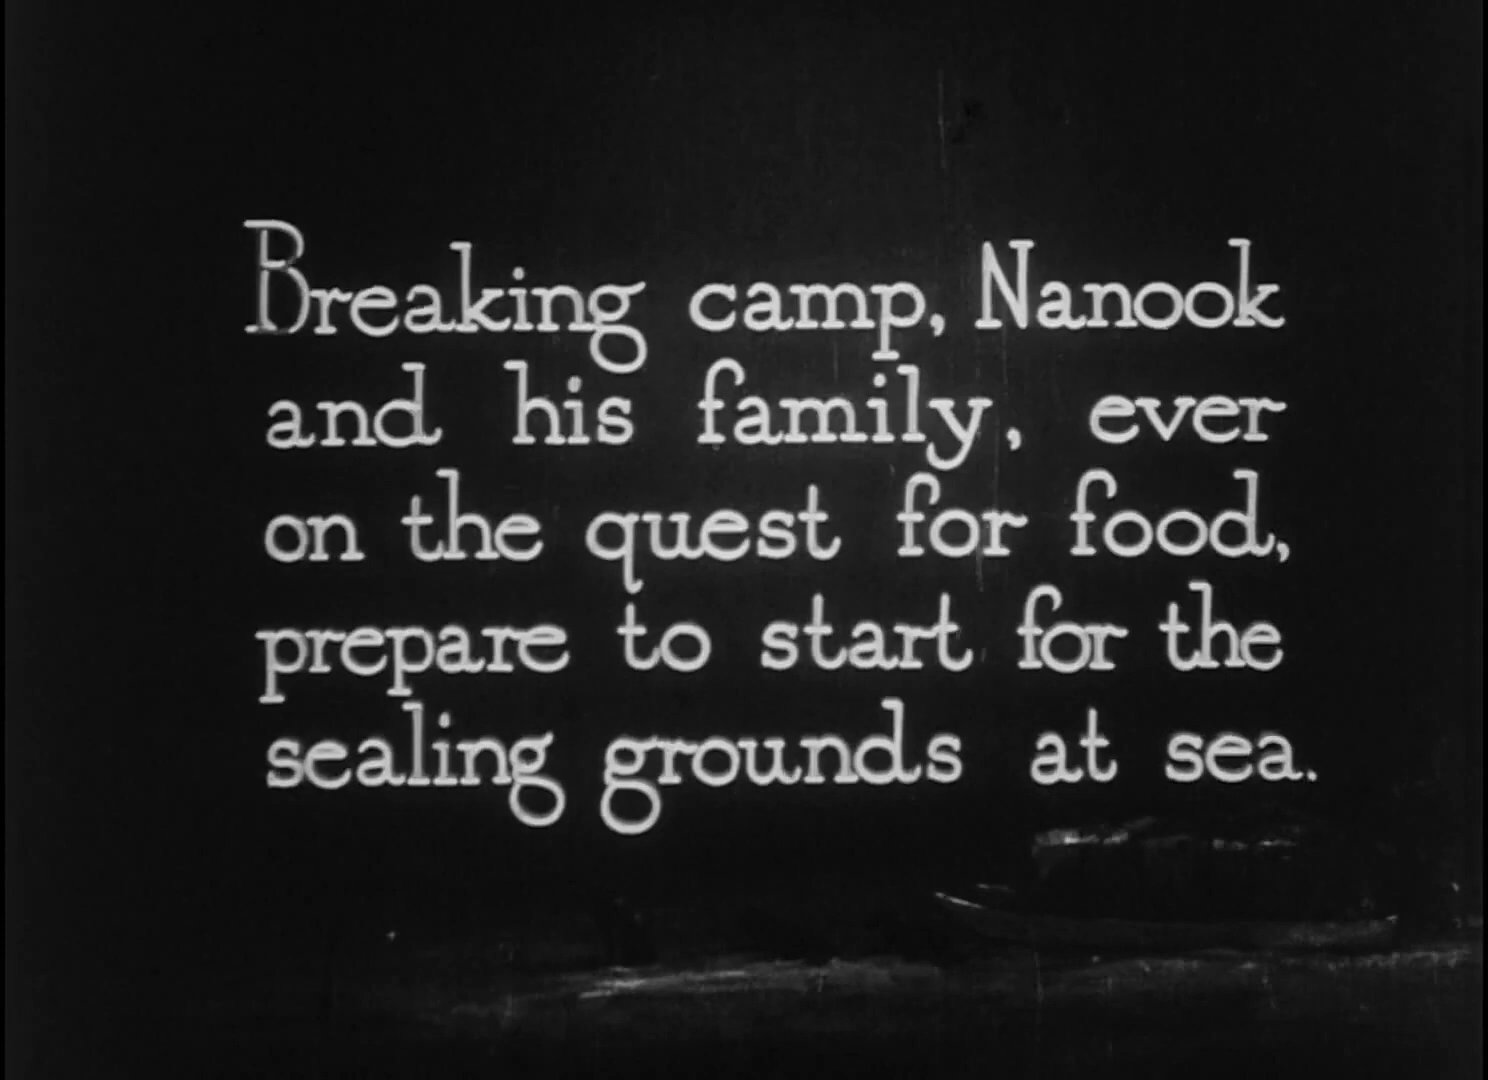 Breaking camp, Nanook
and his family, ever
on the quest for food,
prepare to start for the
sealing grounds at sea.